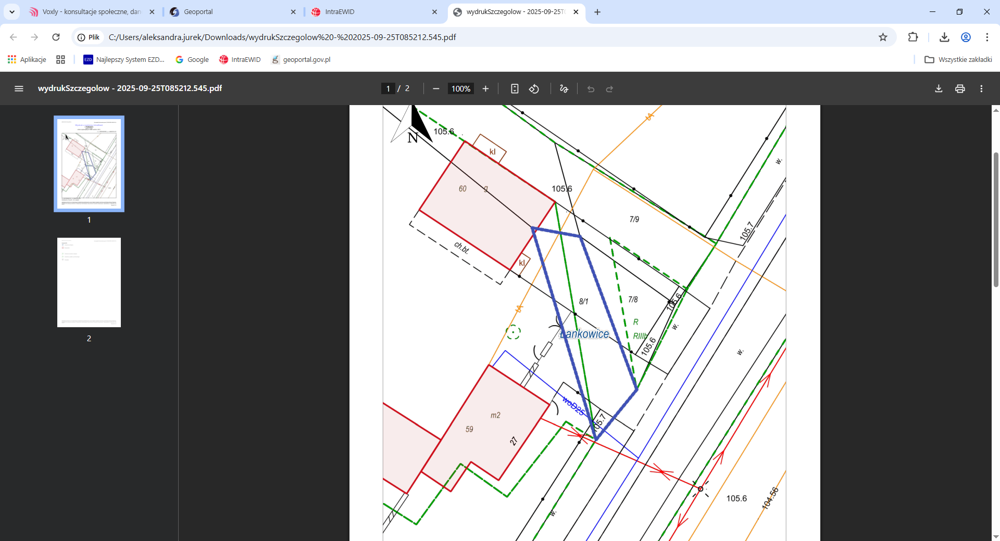 Voxly - konsultacje społeczne, dan
Geoportal
IntraEWID
wydrukSzczegolow - 2025-09-25T0
Plik
C:/Users/aleksandra.jurek/Downloads/wydrukSzczegolow%20-%202025-09-25T085212.545.pdf
Aplikacje
EZD
Najlepszy System EZD...
Google
IntraEWID
geoportal.gov.pl
Wszystkie zakładki
wydrukSzczegolow - 2025-09-25T085212.545.pdf
1 / 2
100%
1
2
N
105.6
kl
tA
w.
60
g
105.6
7/9
105.7
ch.bt.
kl
8/1
7/8
105.6
tA
R
RIIIb
w.
Łankowice
105.6
w.
woD25
m2
59
105.7
27
105.6
104.56
w.